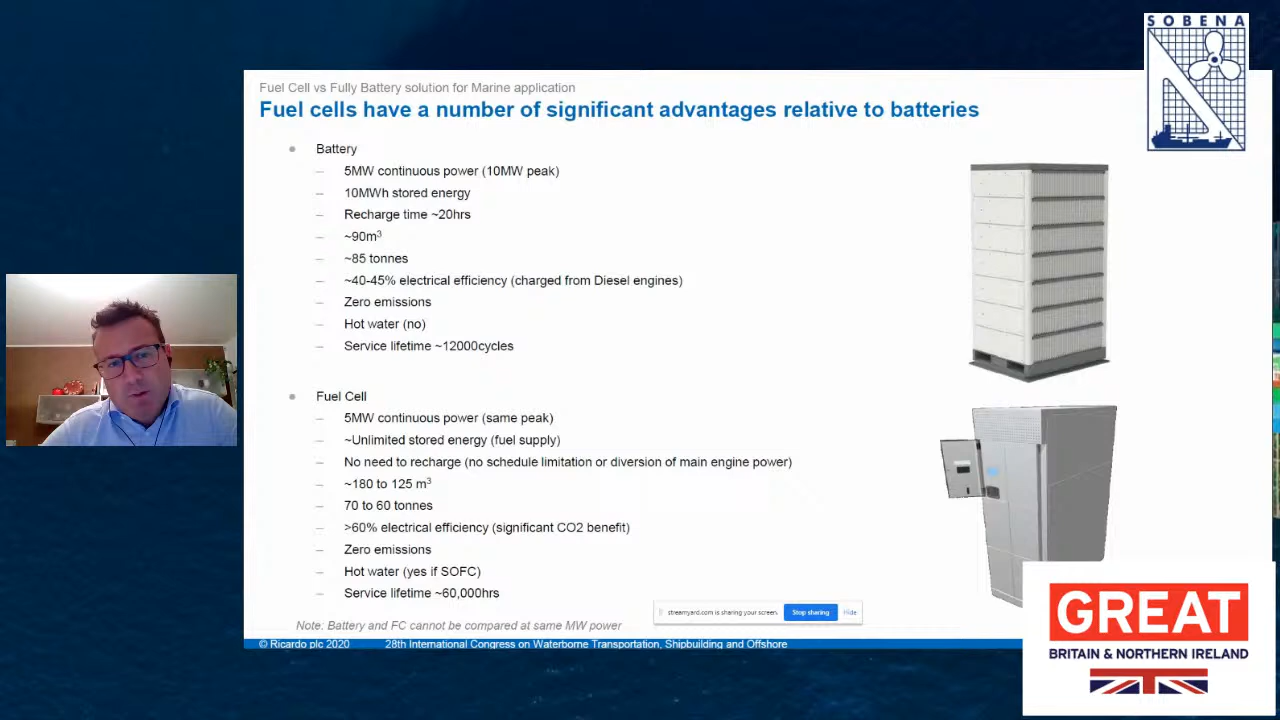 SOBENA
Fuel Cell vs Fully Battery solution for Marine application
Fuel cells have a number of significant advantages relative to batteries
Battery
5MW continuous power (10MW peak)
10MWh stored energy
Recharge time ~20hrs
~90m³
~85 tonnes
~40-45% electrical efficiency (charged from Diesel engines)
Zero emissions
Hot water (no)
Service lifetime ~12000cycles
Fuel Cell
5MW continuous power (same peak)
~Unlimited stored energy (fuel supply)
No need to recharge (no schedule limitation or diversion of main engine power)
~180 to 125 m³
70 to 60 tonnes
>60% electrical efficiency (significant CO2 benefit)
Zero emissions
Hot water (yes if SOFC)
Service lifetime ~60,000hrs
streamyard.com is sharing your screen. Stop sharing Hide
Note: Battery and FC cannot be compared at same MW power
© Ricardo plc 2020 28th International Congress on Waterborne Transportation, Shipbuilding and Offshore
GREAT
BRITAIN & NORTHERN IRELAND